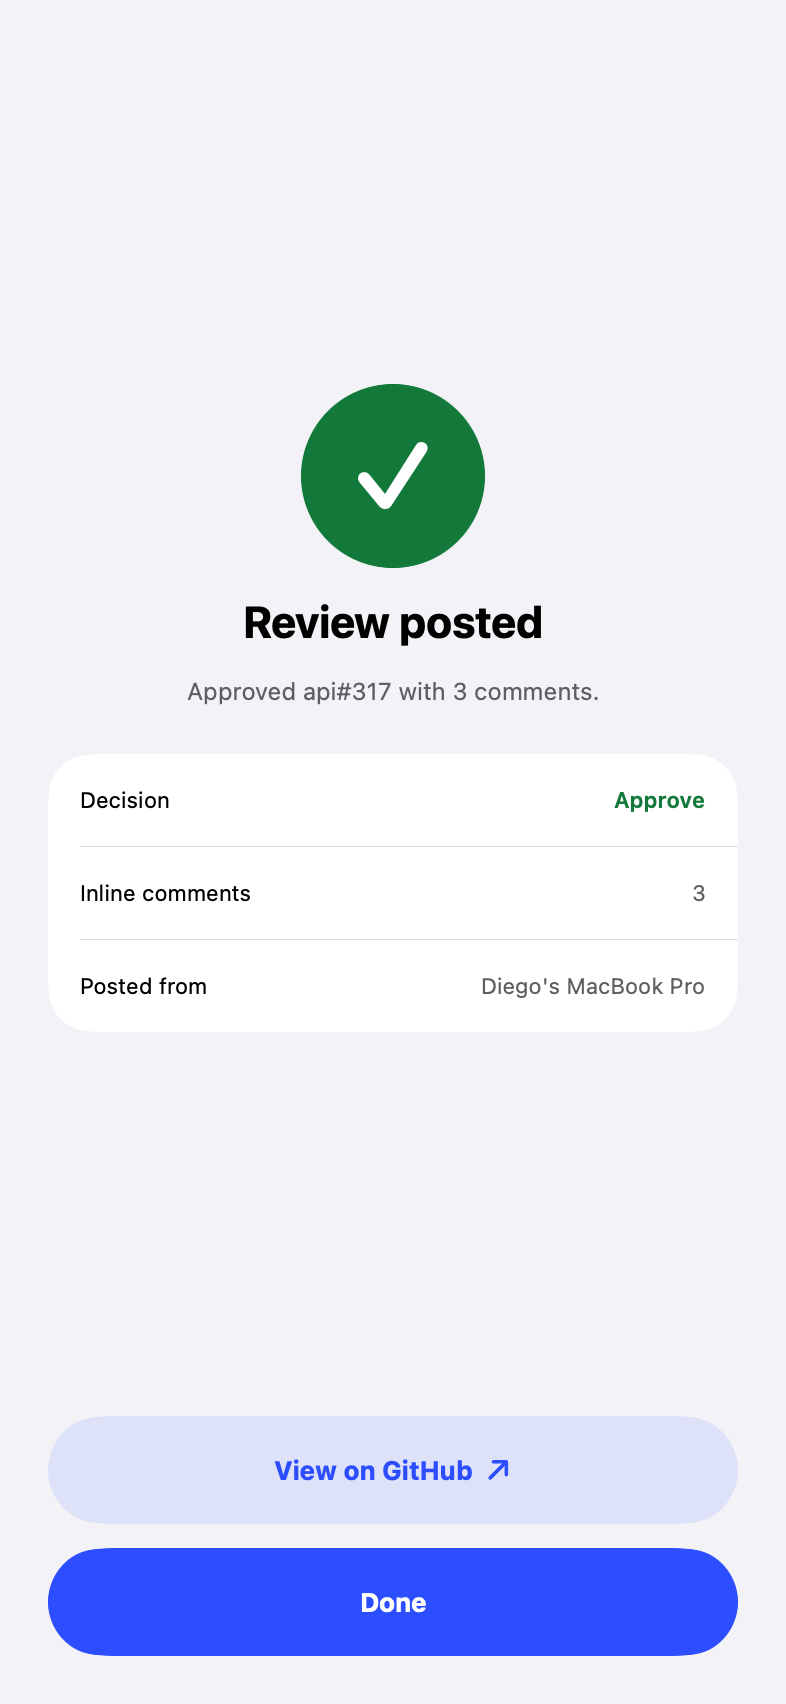 Review posted
Approved api#317 with 3 comments.
Decision Approve
Inline comments 3
Posted from Diego's MacBook Pro
View on GitHub
Done